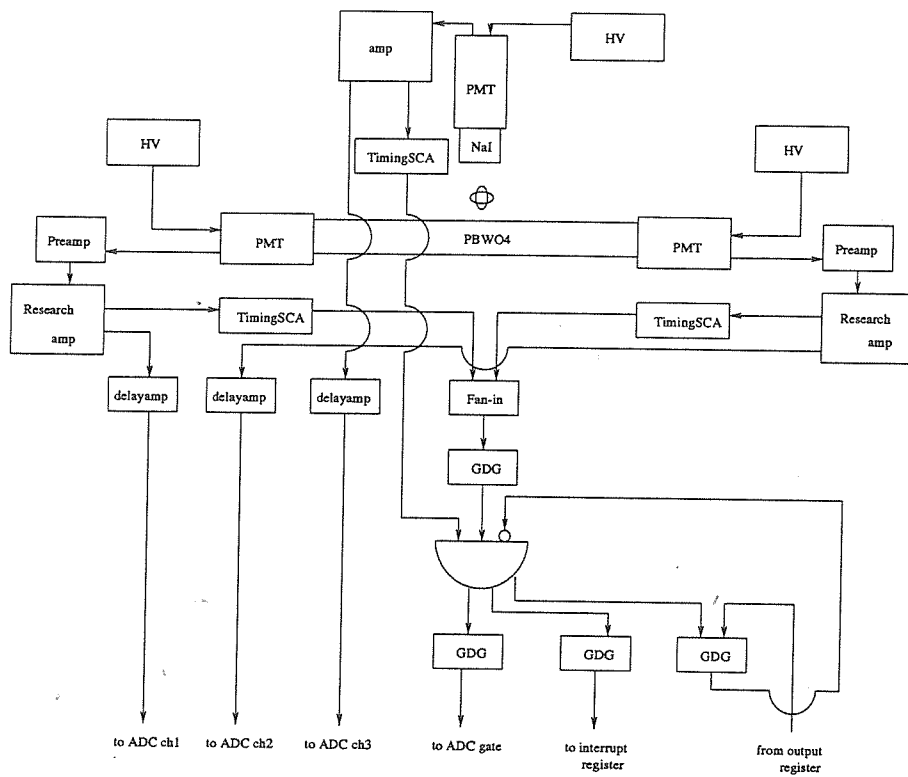 amp
HV
PMT
NaI
TimingSCA
HV
HV
PMT
PBWO4
PMT
Preamp
Preamp
Research
amp
TimingSCA
TimingSCA
Research
amp
delayamp
delayamp
delayamp
Fan-in
GDG
GDG
GDG
GDG
to ADC ch1
to ADC ch2
to ADC ch3
to ADC gate
to interrupt
register
from output
register